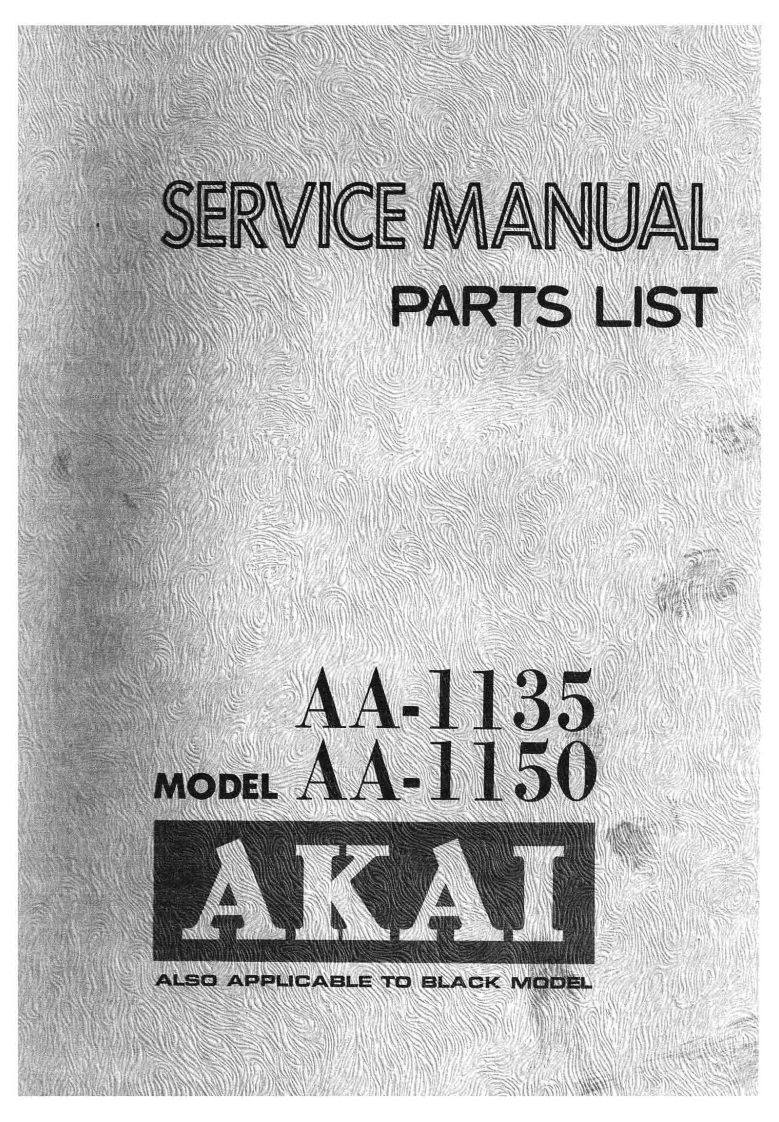 SERVICE MANUAL
PARTS LIST
AA-1135
MODEL AA-1150
AKAI
ALSO APPLICABLE TO BLACK MODEL